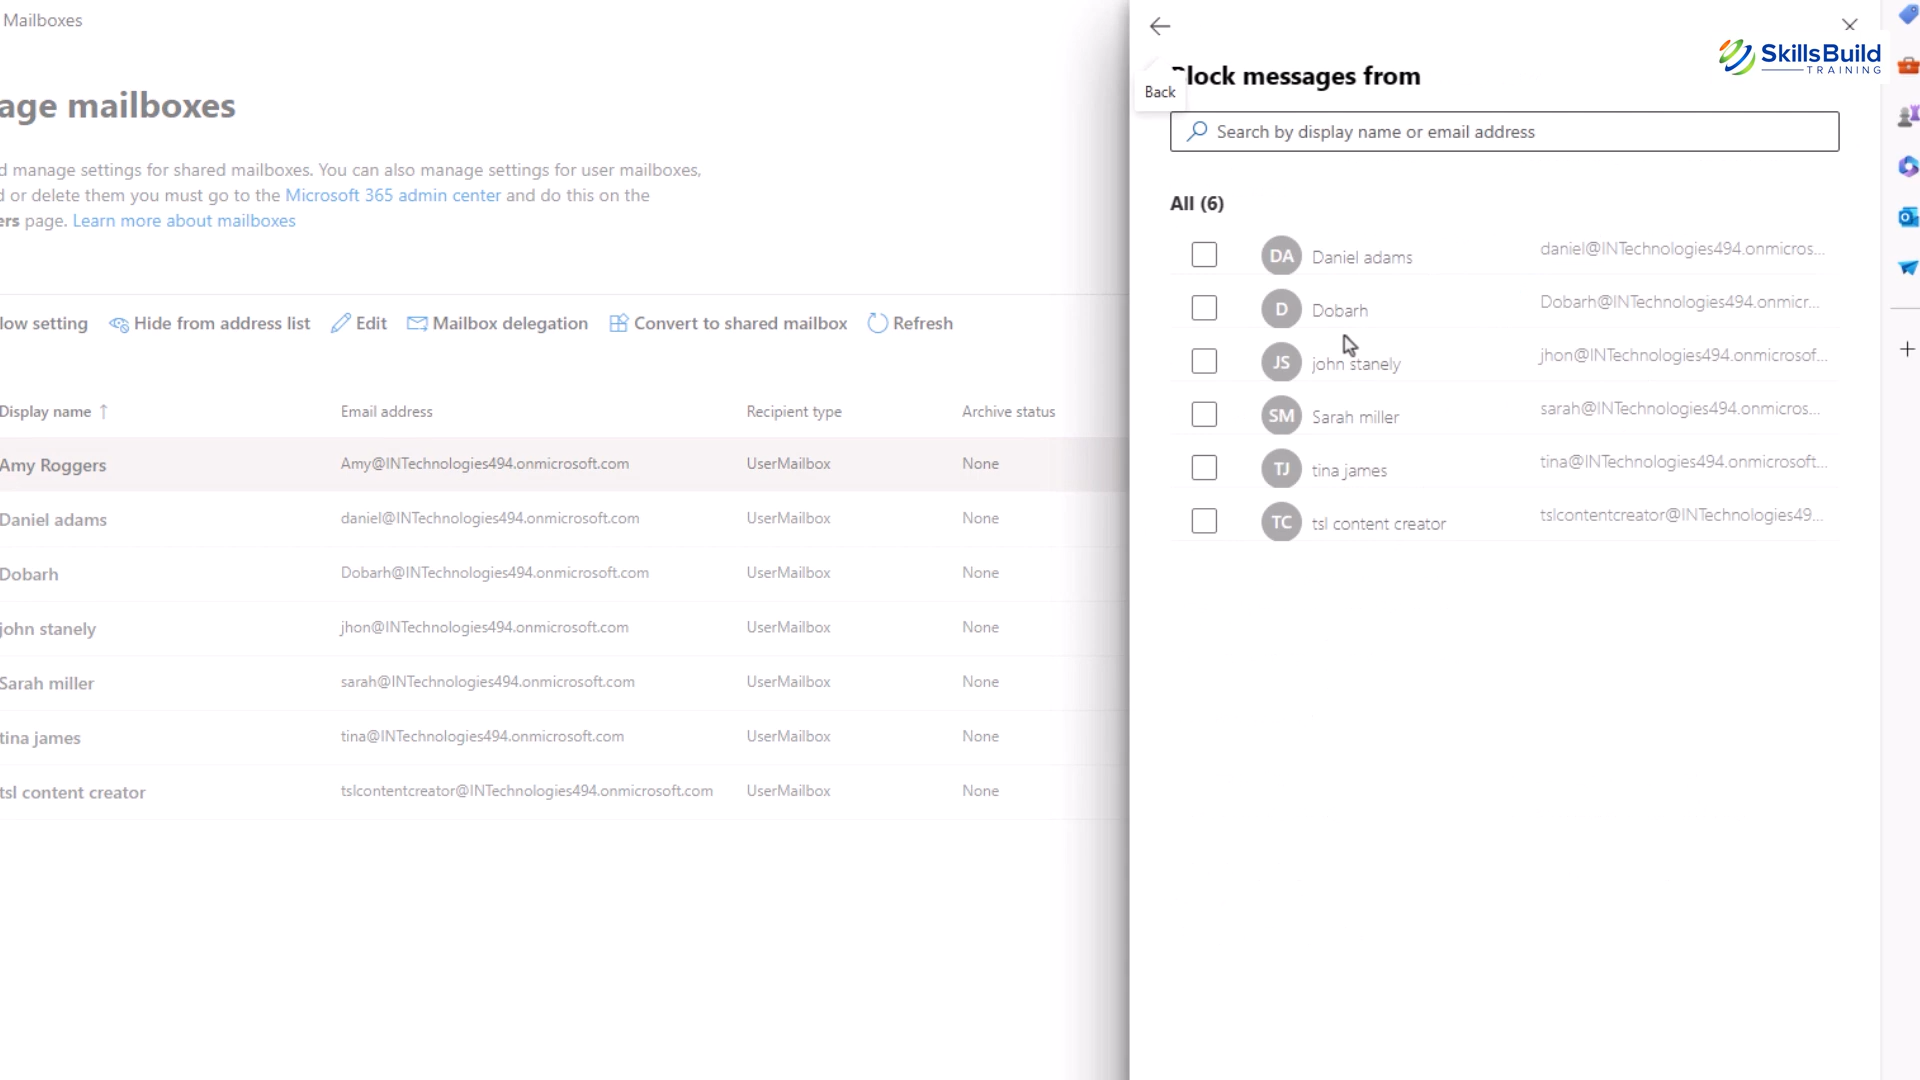 Mailboxes
age mailboxes
d manage settings for shared mailboxes. You can also manage settings for user mailboxes,
d or delete them you must go to the Microsoft 365 admin center and do this on the
ers page. Learn more about mailboxes
low setting Hide from address list Edit Mailbox delegation Convert to shared mailbox Refresh
Display name ↑ Email address Recipient type Archive status
Amy Roggers Amy@INTechnologies494.onmicrosoft.com UserMailbox None
Daniel adams daniel@INTechnologies494.onmicrosoft.com UserMailbox None
Dobarh Dobarh@INTechnologies494.onmicrosoft.com UserMailbox None
john stanely jhon@INTechnologies494.onmicrosoft.com UserMailbox None
Sarah miller sarah@INTechnologies494.onmicrosoft.com UserMailbox None
tina james tina@INTechnologies494.onmicrosoft.com UserMailbox None
tsl content creator tslcontentcreator@INTechnologies494.onmicrosoft.com UserMailbox None
SkillsBuild
TRAINING
Block messages from
Back
Search by display name or email address
All (6)
DA Daniel adams daniel@INTechnologies494.onmicros...
D Dobarh Dobarh@INTechnologies494.onmicr...
JS john stanely jhon@INTechnologies494.onmicrosof...
SM Sarah miller sarah@INTechnologies494.onmicros...
TJ tina james tina@INTechnologies494.onmicrosoft...
TC tsl content creator tslcontentcreator@INTechnologies49...